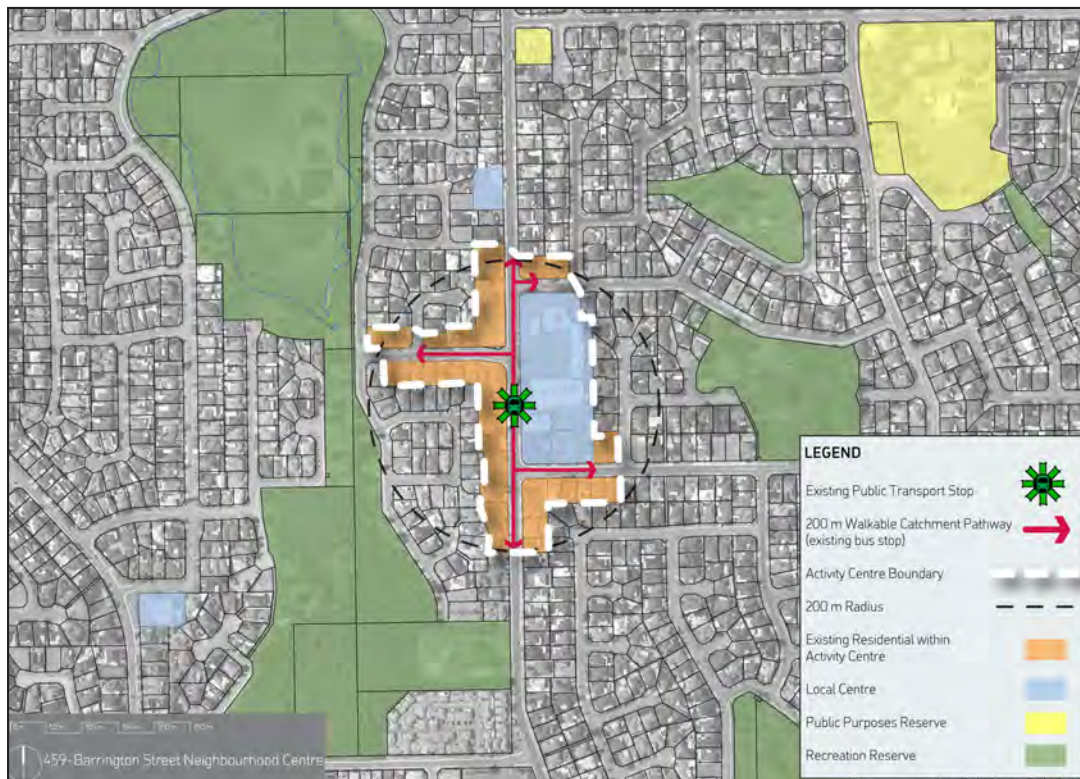 LEGEND
Existing Public Transport Stop
200 m Walkable Catchment Pathway
(existing bus stop)
Activity Centre Boundary
200 m Radius
Existing Residential within
Activity Centre
Local Centre
Public Purposes Reserve
Recreation Reserve
459-Barrington Street Neighbourhood Centre